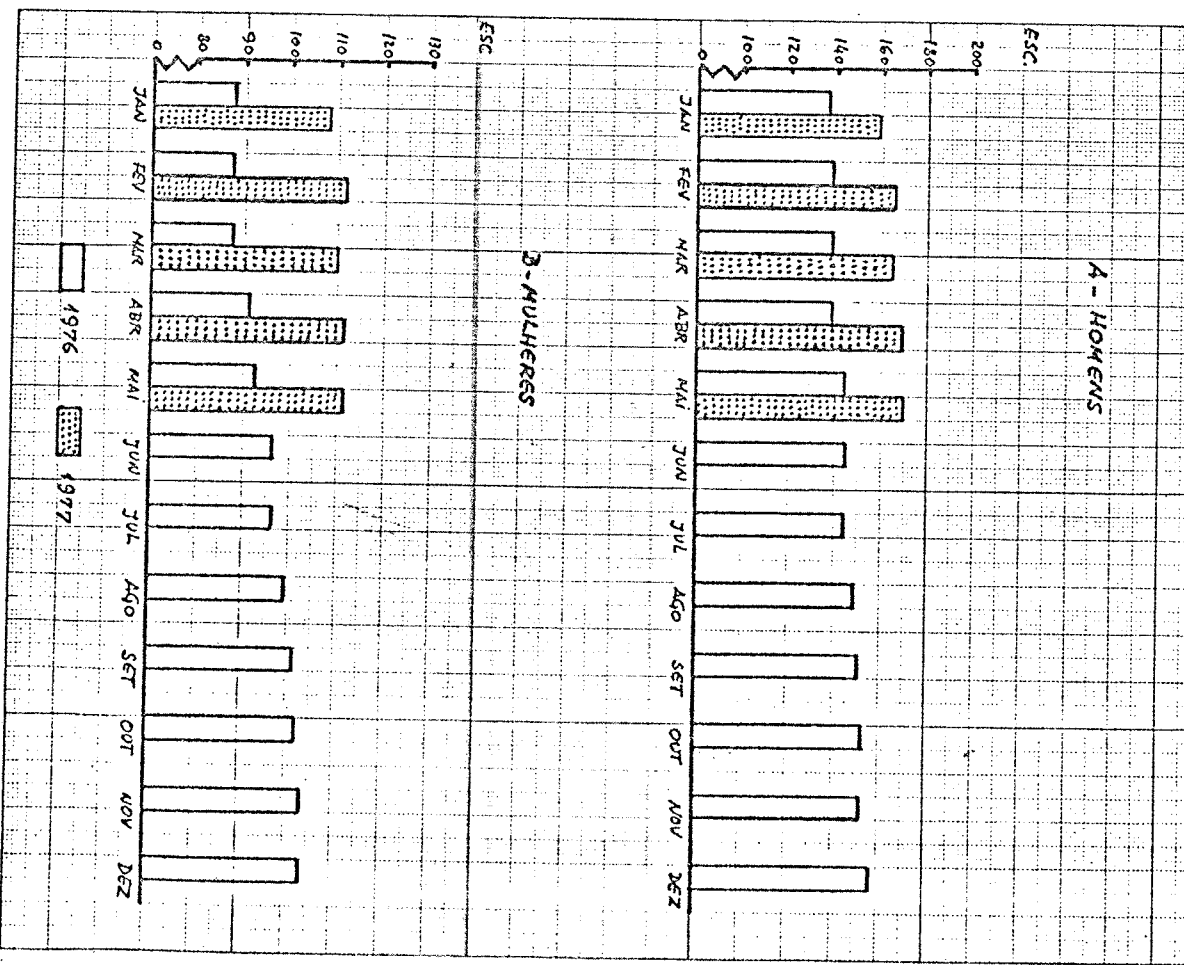 A - HOMENS
ESC.
200
180
160
140
120
100
0
JAN FEV MAR ABR MAI JUN JUL AGO SET OUT NOV DEZ
B - MULHERES
ESC
130
120
110
100
90
80
0
JAN FEV MAR ABR MAI JUN JUL AGO SET OUT NOV DEZ
1976 1977